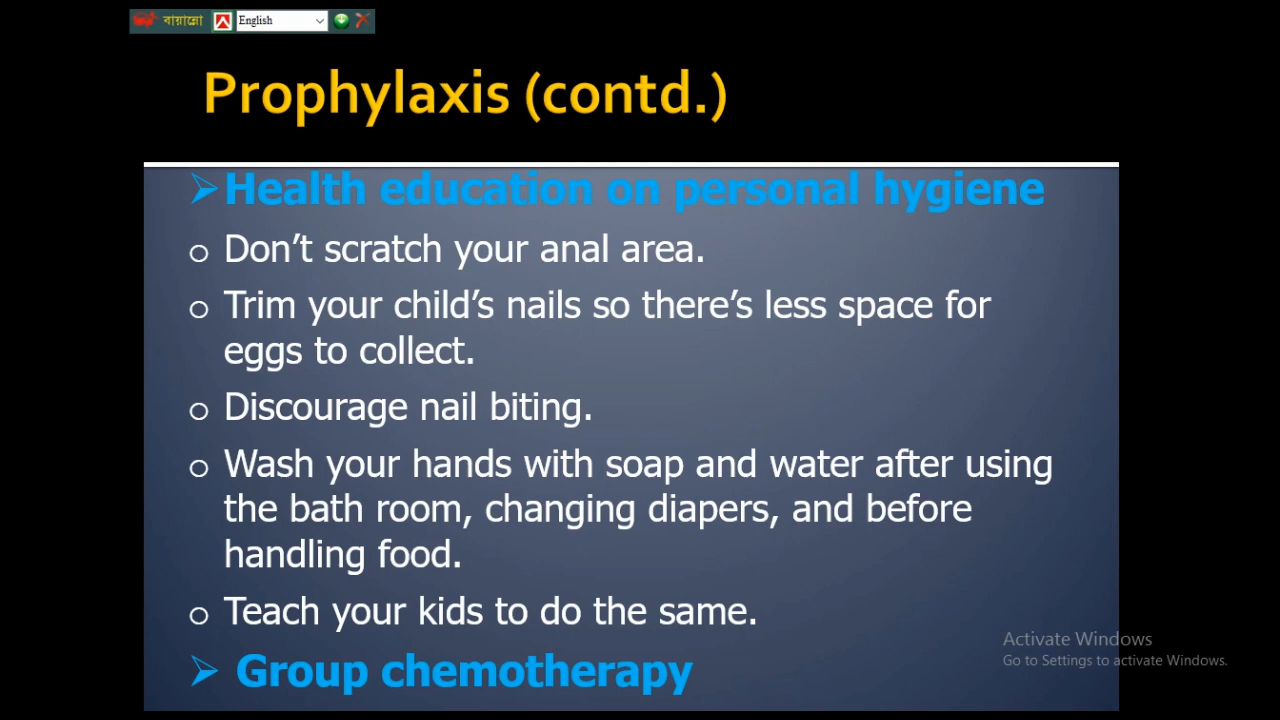 বায়ান্নো English
Prophylaxis (contd.)
➢Health education on personal hygiene
o Don’t scratch your anal area.
o Trim your child’s nails so there’s less space for
eggs to collect.
o Discourage nail biting.
o Wash your hands with soap and water after using
the bath room, changing diapers, and before
handling food.
o Teach your kids to do the same.
➢ Group chemotherapy
Activate Windows
Go to Settings to activate Windows.